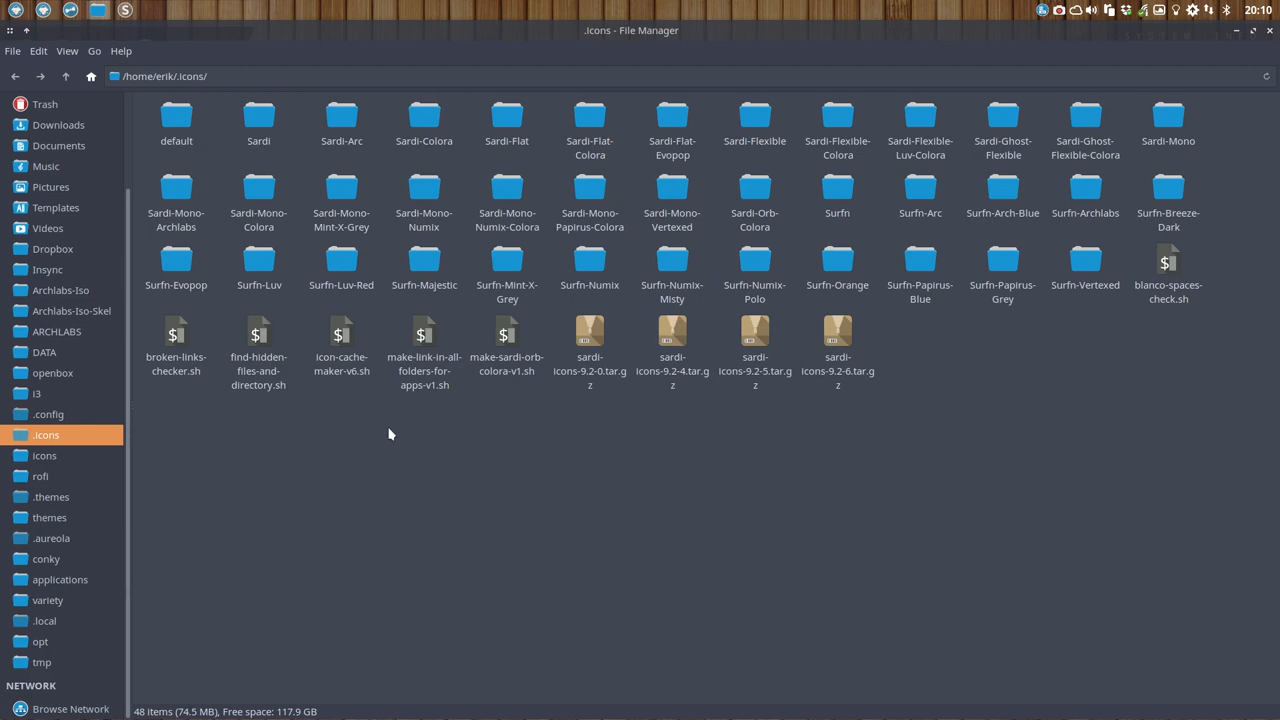 20:10
.Icons - File Manager
File Edit View Go Help
/home/erik/.Icons/
Trash
Downloads
Documents
Music
Pictures
Templates
Videos
Dropbox
Insync
Archlabs-Iso
Archlabs-Iso-Skel
ARCHLABS
DATA
openbox
I3
.config
.Icons
Icons
rofi
.themes
themes
.aureola
conky
applications
variety
.local
opt
tmp
NETWORK
Browse Network
default
Sardi
Sardi-Arc
Sardi-Colora
Sardi-Flat
Sardi-Flat-
Colora
Sardi-Flat-
Evopop
Sardi-Flexible
Sardi-Flexible-
Colora
Sardi-Flexible-
Luv-Colora
Sardi-Ghost-
Flexible
Sardi-Ghost-
Flexible-Colora
Sardi-Mono
Sardi-Mono-
Archlabs
Sardi-Mono-
Colora
Sardi-Mono-
Mint-X-Grey
Sardi-Mono-
Numix
Sardi-Mono-
Numix-Colora
Sardi-Mono-
Papirus-Colora
Sardi-Mono-
Vertexed
Sardi-Orb-
Colora
Surfn
Surfn-Arc
Surfn-Arch-Blue
Surfn-Archlabs
Surfn-Breeze-
Dark
Surfn-Evopop
Surfn-Luv
Surfn-Luv-Red
Surfn-Majestic
Surfn-Mint-X-
Grey
Surfn-Numix
Surfn-Numix-
Misty
Surfn-Numix-
Polo
Surfn-Orange
Surfn-Papirus-
Blue
Surfn-Papirus-
Grey
Surfn-Vertexed
blanco-spaces-
check.sh
broken-links-
checker.sh
find-hidden-
files-and-
directory.sh
icon-cache-
maker-v6.sh
make-link-in-all-
folders-for-
apps-v1.sh
make-sardi-orb-
colora-v1.sh
sardi-
icons-9.2-0.tar.g
z
sardi-
icons-9.2-4.tar.g
z
sardi-
icons-9.2-5.tar.g
z
sardi-
icons-9.2-6.tar.g
z
48 items (74.5 MB), Free space: 117.9 GB